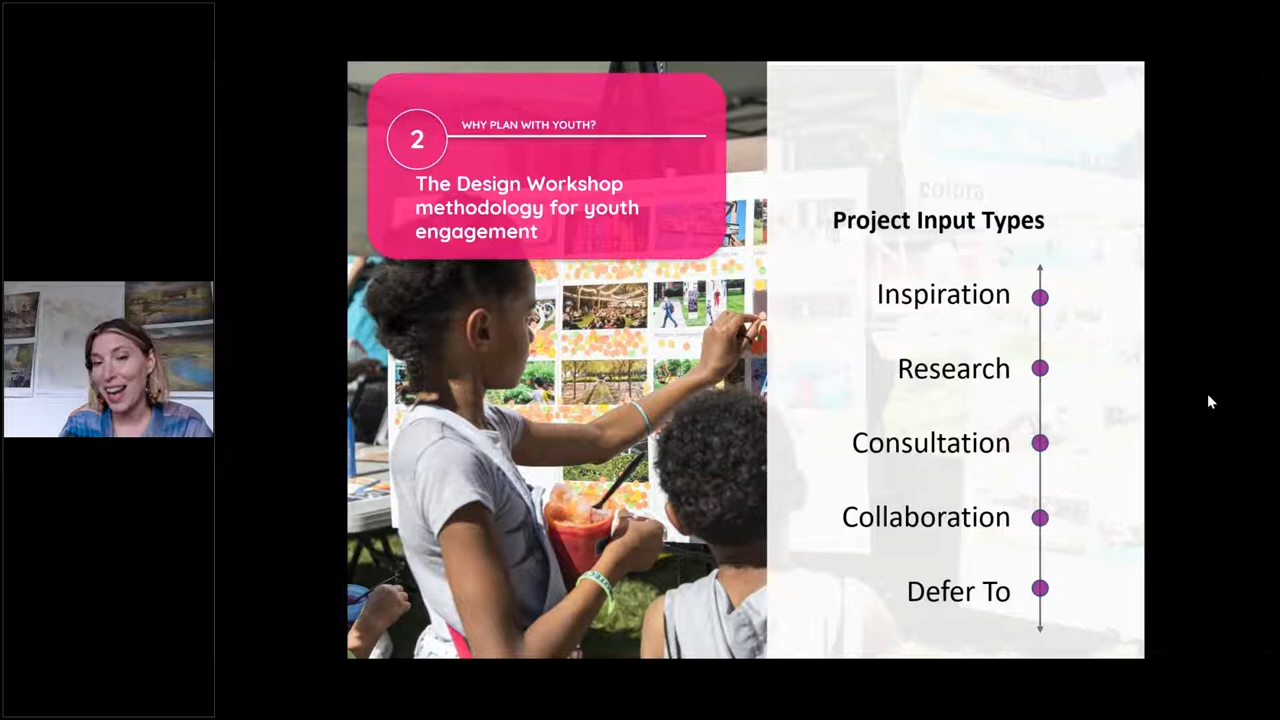 2
WHY PLAN WITH YOUTH?
The Design Workshop
methodology for youth
engagement
colors
Project Input Types
Inspiration
Research
Consultation
Collaboration
Defer To